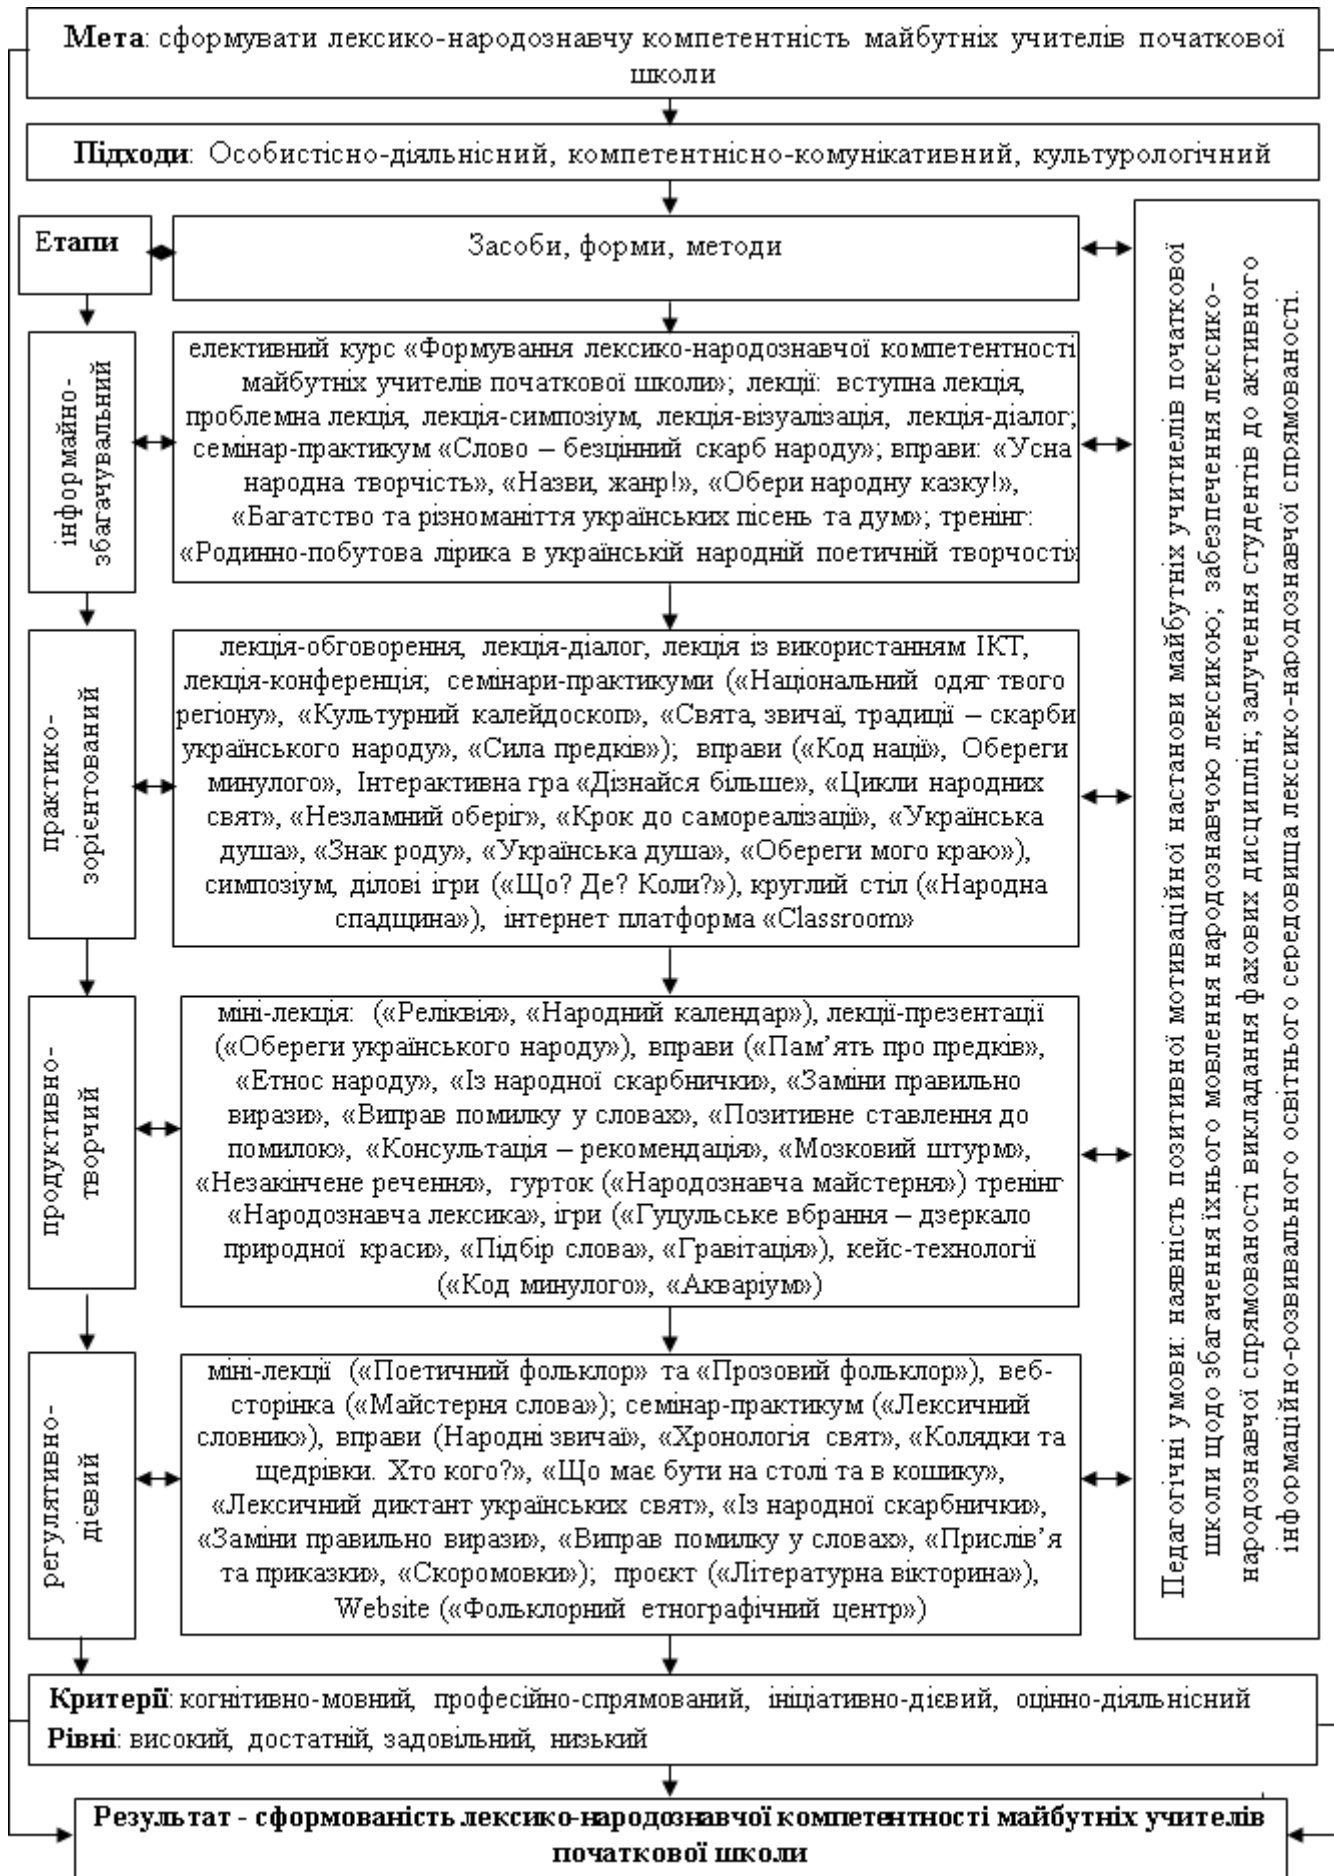 Мета: сформувати лексико-народознавчу компетентність майбутніх учителів початкової
школи
Підходи: Особистісно-діяльнісний, компетентнісно-комунікативний, культурологічний
Етапи
Засоби, форми, методи
інформайно-
збагачувальний
елективний курс «Формування лексико-народознавчої компетентності
майбутніх учителів початкової школи»; лекції: вступна лекція,
проблемна лекція, лекція-симпозіум, лекція-візуалізація, лекція-діалог;
семінар-практикум «Слово – безцінний скарб народу»; вправи: «Усна
народна творчість», «Назви, жанр!», «Обери народну казку!»,
«Багатство та різноманіття українських пісень та дум»; тренінг:
«Родинно-побутова лірика в українській народній поетичній творчості»
практико-
зорієнтований
лекція-обговорення, лекція-діалог, лекція із використанням ІКТ,
лекція-конференція; семінари-практикуми («Національний одяг твого
регіону», «Культурний калейдоскоп», «Свята, звичаї, традиції – скарби
українського народу», «Сила предків»); вправи («Код нації», Обереги
минулого», Інтерактивна гра «Дізнайся більше», «Цикли народних
свят», «Незламний оберіг», «Крок до самореалізації», «Українська
душа», «Знак роду», «Українська душа», «Обереги мого краю»),
симпозіум, ділові ігри («Що? Де? Коли?»), круглий стіл («Народна
спадщина»), інтернет платформа «Classroom»
продуктивно-
творчий
міні-лекція: («Реліквія», «Народний календар»), лекції-презентації
(«Обереги українського народу»), вправи («Пам’ять про предків»,
«Етнос народу», «Із народної скарбнички», «Заміни правильно
вирази», «Виправ помилку у словах», «Позитивне ставлення до
помилою», «Консультація – рекомендація», «Мозковий штурм»,
«Незакінчене речення», гурток («Народознавча майстерня») тренінг
«Народознавча лексика», ігри («Гуцульське вбрання – дзеркало
природної краси», «Підбір слова», «Гравітація»), кейс-технології
(«Код минулого», «Акваріум»)
регулятивно-
дієвий
міні-лекції («Поетичний фольклор» та «Прозовий фольклор»), веб-
сторінка («Майстерня слова»); семінар-практикум («Лексичний
словнию»), вправи (Народні звичаї», «Хронологія свят», «Колядки та
щедрівки. Хто кого?», «Що має бути на столі та в кошику»,
«Лексичний диктант українських свят», «Із народної скарбнички»,
«Заміни правильно вирази», «Виправ помилку у словах», «Прислів’я
та приказки», «Скоромовки»); проєкт («Літературна вікторина»),
Website («Фольклорний етнографічний центр»)
Педагогічні умови: наявність позитивної мотиваційної настанови майбутніх учителів початкової
школи щодо збагачення їхнього мовлення народознавчою лексикою; забезпечення лексико-
народознавчої спрямованості викладання фахових дисциплін; залучення студентів до активного
інформаційно-розвивального освітнього середовища лексико-народознавчої спрямованості.
Критерії: когнітивно-мовний, професійно-спрямований, ініціативно-дієвий, оцінно-діяльнісний
Рівні: високий, достатній, задовільний, низький
Результат - сформованість лексико-народознавчої компетентності майбутніх учителів
початкової школи